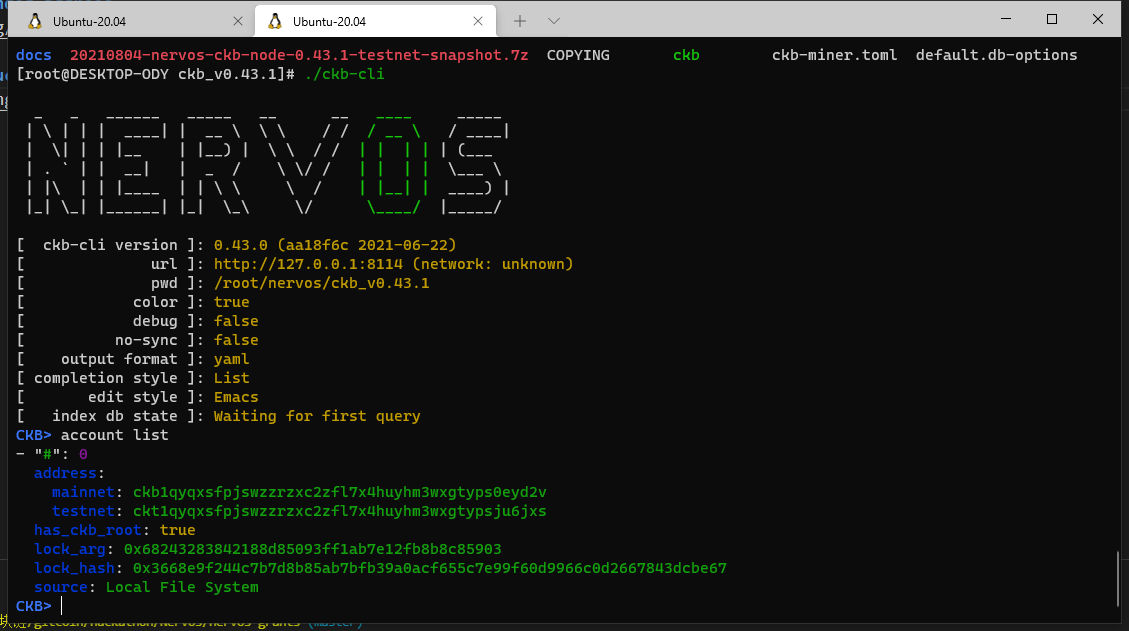 Ubuntu-20.04
Ubuntu-20.04
docs 20210804-nervos-ckb-node-0.43.1-testnet-snapshot.7z COPYING ckb ckb-miner.toml default.db-options
[root@DESKTOP-ODY ckb_v0.43.1]# ./ckb-cli
NERVOS
[ ckb-cli version ]: 0.43.0 (aa18f6c 2021-06-22)
[ url ]: http://127.0.0.1:8114 (network: unknown)
[ pwd ]: /root/nervos/ckb_v0.43.1
[ color ]: true
[ debug ]: false
[ no-sync ]: false
[ output format ]: yaml
[ completion style ]: List
[ edit style ]: Emacs
[ index db state ]: Waiting for first query
CKB> account list
- "#": 0
address:
mainnet: ckb1qyqxsfpjswzzrzxc2zfl7x4huyhm3wxgtyps0eyd2v
testnet: ckt1qyqxsfpjswzzrzxc2zfl7x4huyhm3wxgtypsju6jxs
has_ckb_root: true
lock_arg: 0x68243283842188d85093ff1ab7e12fb8b8c85903
lock_hash: 0x3668e9f244c7b7d8b85ab7bfb39a0acf655c7e99f60d9966c0d2667843dcbe67
source: Local File System
CKB>